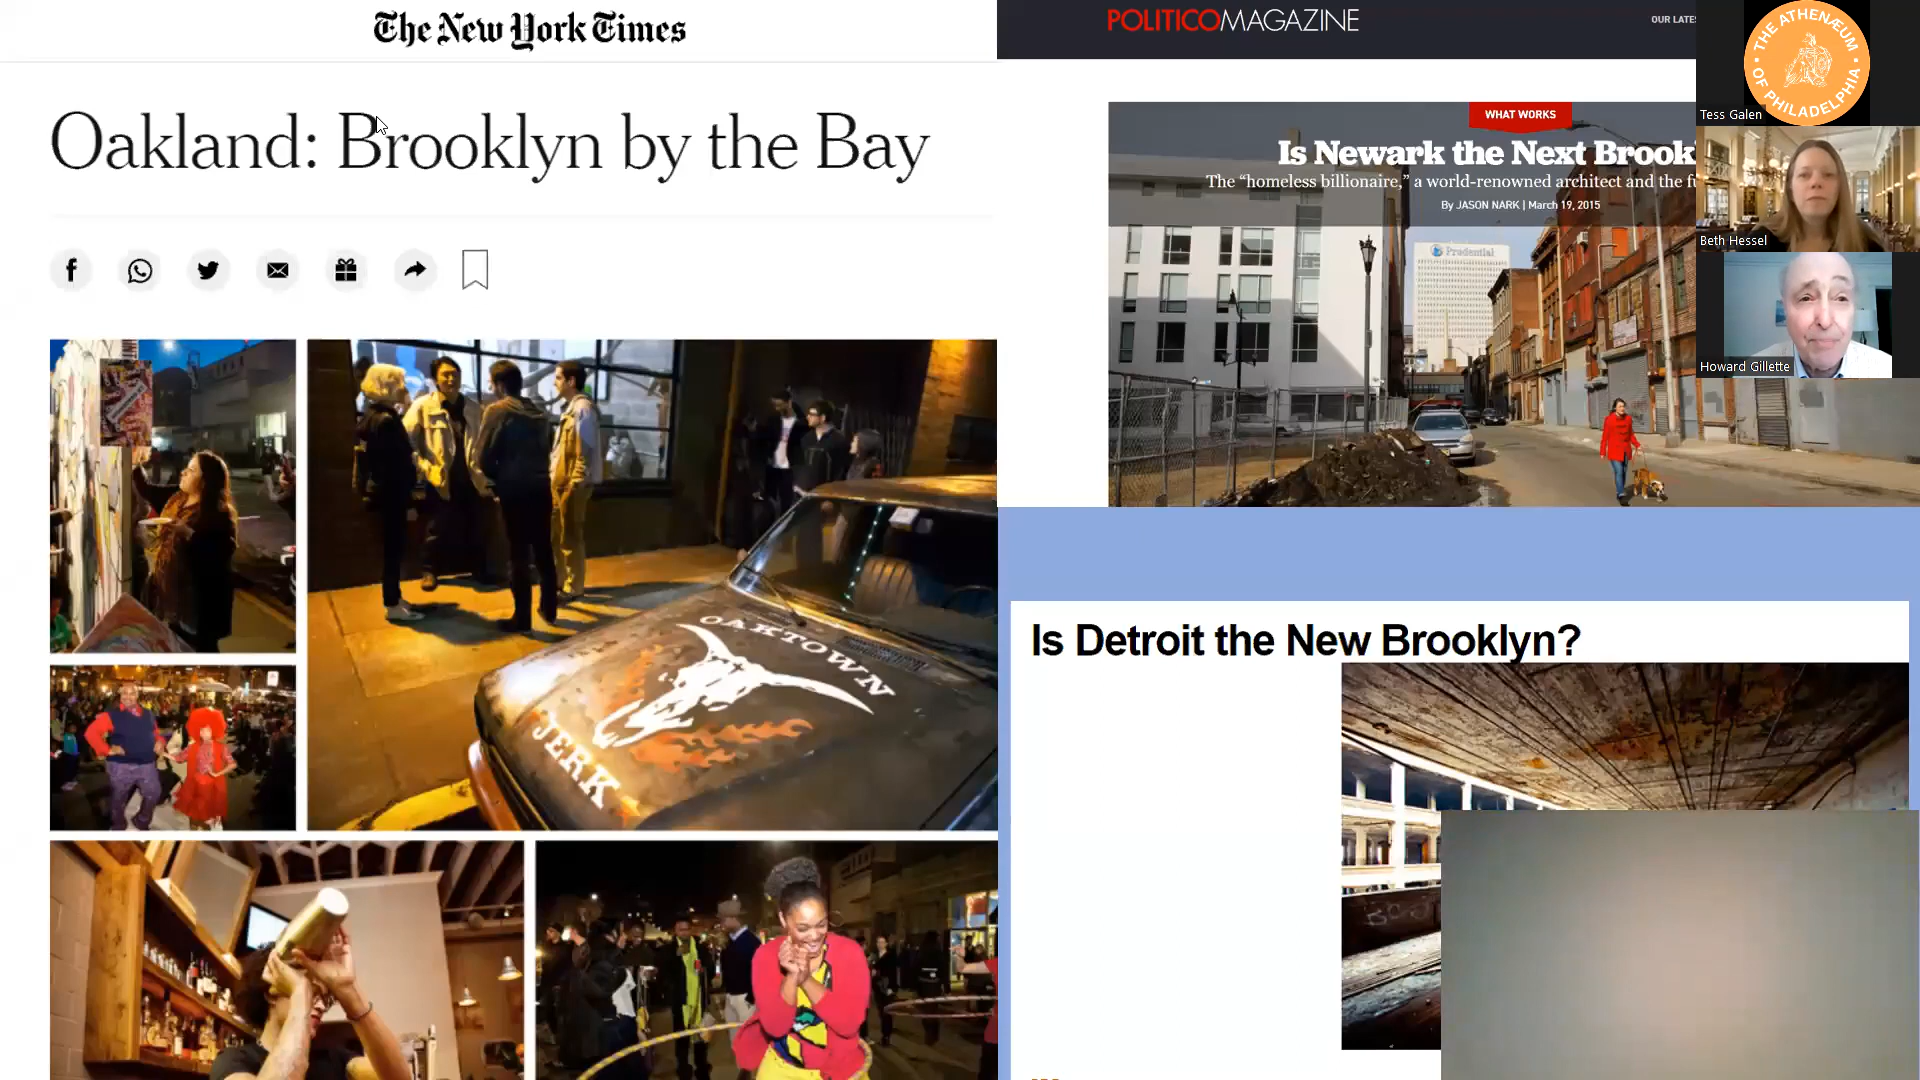 The New York Times
Oakland: Brooklyn by the Bay
OAKTOWN
JERK
POLITICOMAGAZINE
OUR LATES
WHAT WORKS
Is Newark the Next Brook
The “homeless billionaire,” a world-renowned architect and the fu
By JASON NARK | March 19, 2015
Prudential
Is Detroit the New Brooklyn?
THE ATHENÆUM
OF PHILADELPHIA
Tess Galen
Beth Hessel
Howard Gillette